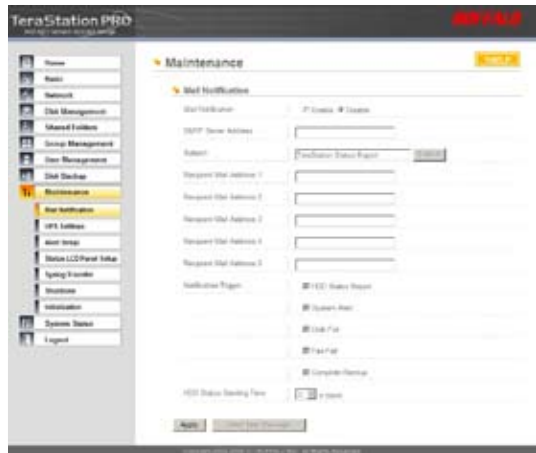 TeraStation PRO
BUFFALO
Home
Basic
Network
Disk Management
Shared Folders
Group Management
User Management
Disk Backup
Maintenance
Mail Notification
UPS Settings
Alert Setup
Status LCD Panel Setup
Syslog Transfer
Shutdown
Initialization
System Status
Logout
Maintenance
HELP
Mail Notification
Mail Notification
Enable
Disable
SMTP Server Address
Subject
TeraStation Status Report
Recipient Mail Address 1
Recipient Mail Address 2
Recipient Mail Address 3
Recipient Mail Address 4
Recipient Mail Address 5
Notification Trigger
HDD Status Report
System Alert
Disk Fail
Fan Fail
Complete Backup
HDD Status Sending Time
o'clock
Apply